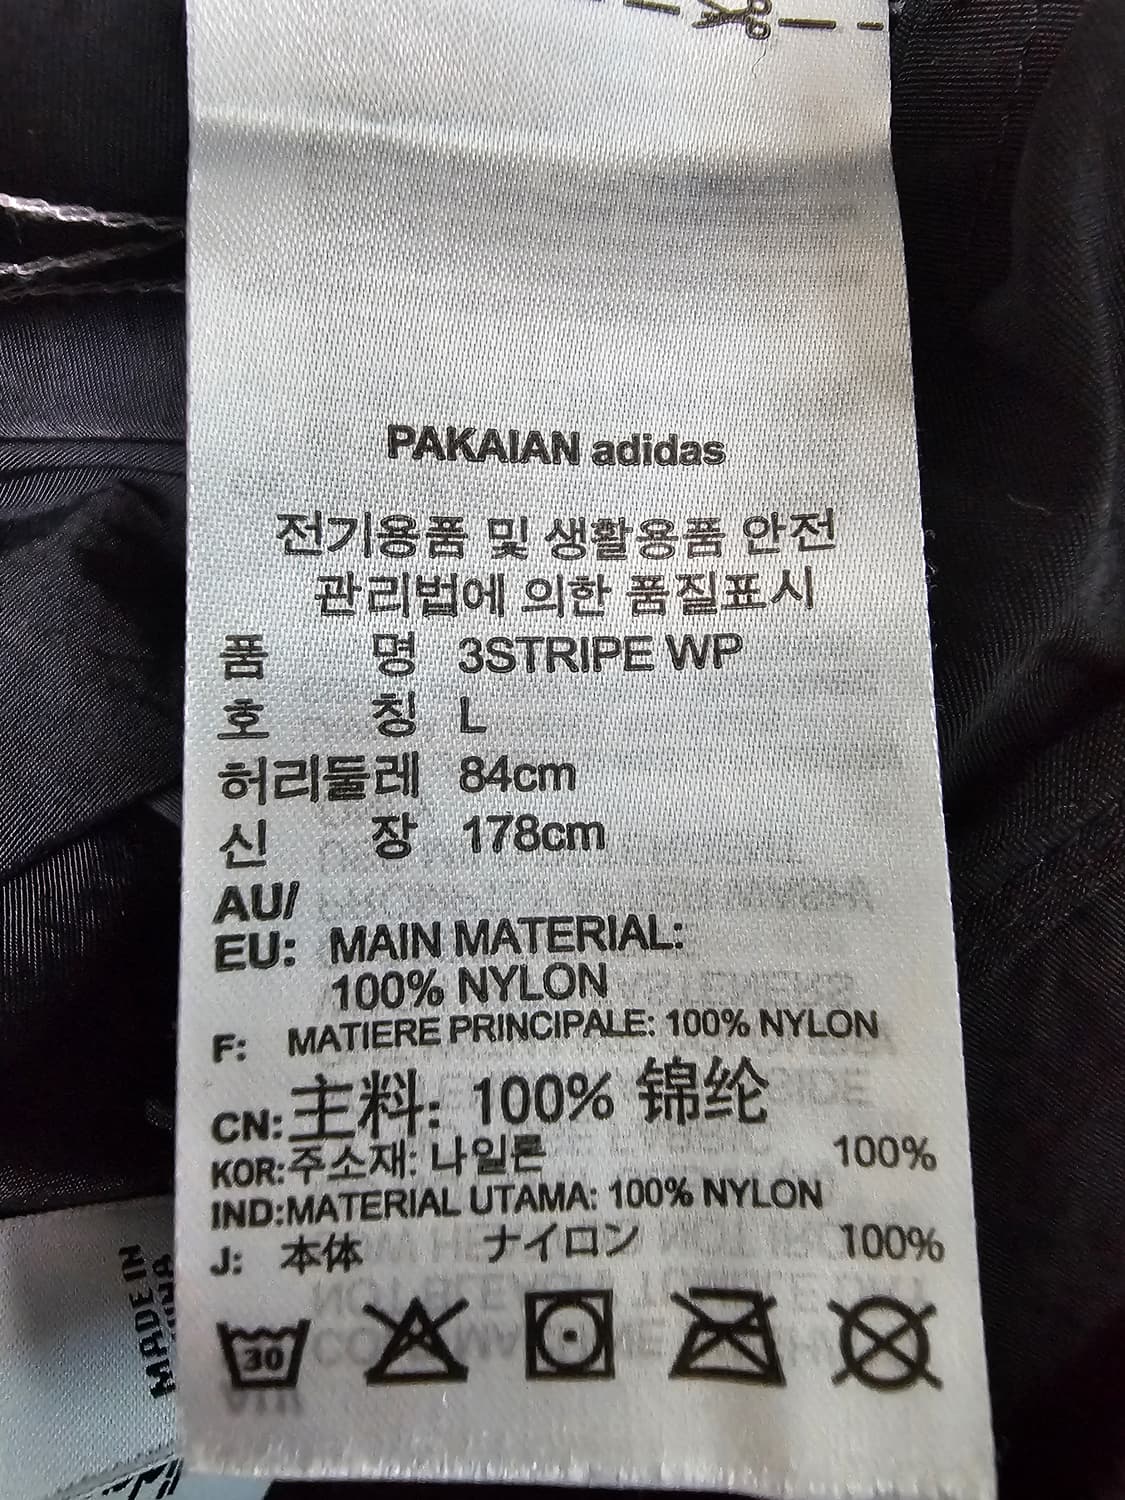 PAKAIAN adidas
전기용품 및 생활용품 안전
관리법에 의한 품질표시
품 명 3STRIPE WP
호 칭 L
허리둘레 84cm
신 장 178cm
AU/
EU: MAIN MATERIAL:
100% NYLON
F: MATIERE PRINCIPALE: 100% NYLON
CN: 主料: 100% 锦纶
KOR: 주소재: 나일론 100%
IND: MATERIAL UTAMA: 100% NYLON
J: 本体 ナイロン 100%
30
MADE IN